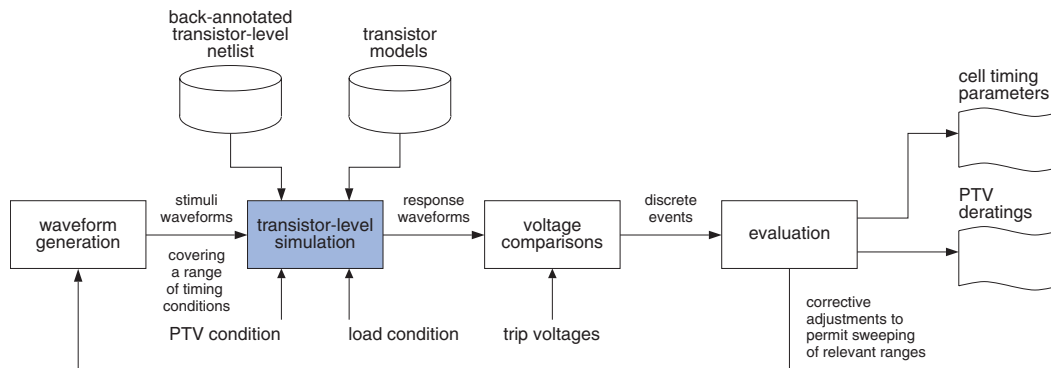 back-annotated
transistor-level
netlist
transistor
models
cell timing
parameters
stimuli
waveforms
response
waveforms
discrete
events
PTV
deratings
waveform
generation
transistor-level
simulation
voltage
comparisons
evaluation
covering
a range
of timing
conditions
PTV condition
load condition
trip voltages
corrective
adjustments to
permit sweeping
of relevant ranges